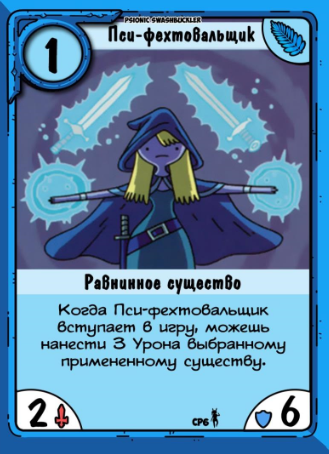 PSIONIC SWASHBUCKLER
1
Пси-фехтовальщик
Равнинное существо
Когда Пси-фехтовальщик
вступает в игру, можешь
нанести 3 Урона выбранному
примененному существу.
2
CP6
6